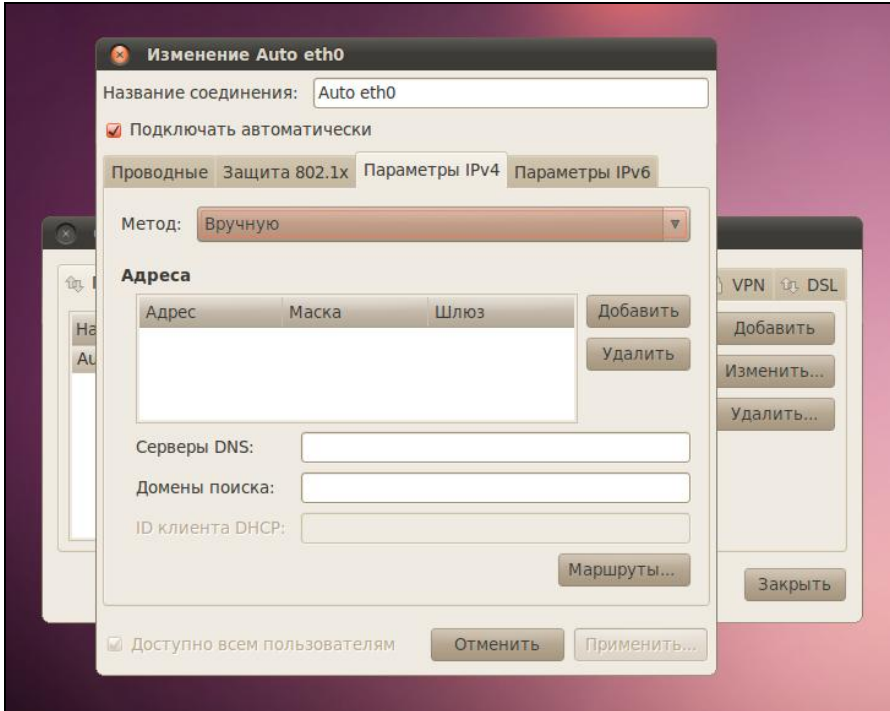 Изменение Auto eth0
Название соединения: Auto eth0
Подключать автоматически
Проводные Защита 802.1x Параметры IPv4 Параметры IPv6
Метод: Вручную
Адреса
Адрес Маска Шлюз
Добавить
Удалить
Серверы DNS:
Домены поиска:
ID клиента DHCP:
Маршруты...
Доступно всем пользователям Отменить Применить...
VPN DSL
Добавить
Изменить...
Удалить...
Закрыть